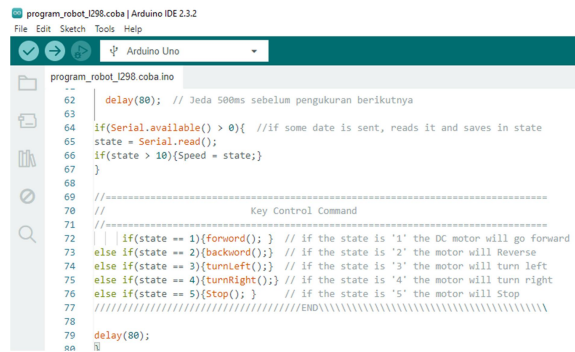 program_robot_l298.coba | Arduino IDE 2.3.2
File Edit Sketch Tools Help
Arduino Uno
program_robot_l298.coba.ino
62 delay(80); // Jeda 500ms sebelum pengukuran berikutnya
63
64 if(Serial.available() > 0){ //if some date is sent, reads it and saves in state
65 state = Serial.read();
66 if(state > 10){Speed = state;}
67 }
68
69 //===============================================================================
70 // Key Control Command
71 //===============================================================================
72 if(state == 1){forword(); } // if the state is '1' the DC motor will go forward
73 else if(state == 2){backword();} // if the state is '2' the motor will Reverse
74 else if(state == 3){turnLeft();} // if the state is '3' the motor will turn left
75 else if(state == 4){turnRight();} // if the state is '4' the motor will turn right
76 else if(state == 5){Stop(); } // if the state is '5' the motor will Stop
77 /////////////////////////////////////END\\\\\\\\\\\\\\\\\\\\\\\\\\\\\\\\\\\\\\\\\
78
79 delay(80);
80 }